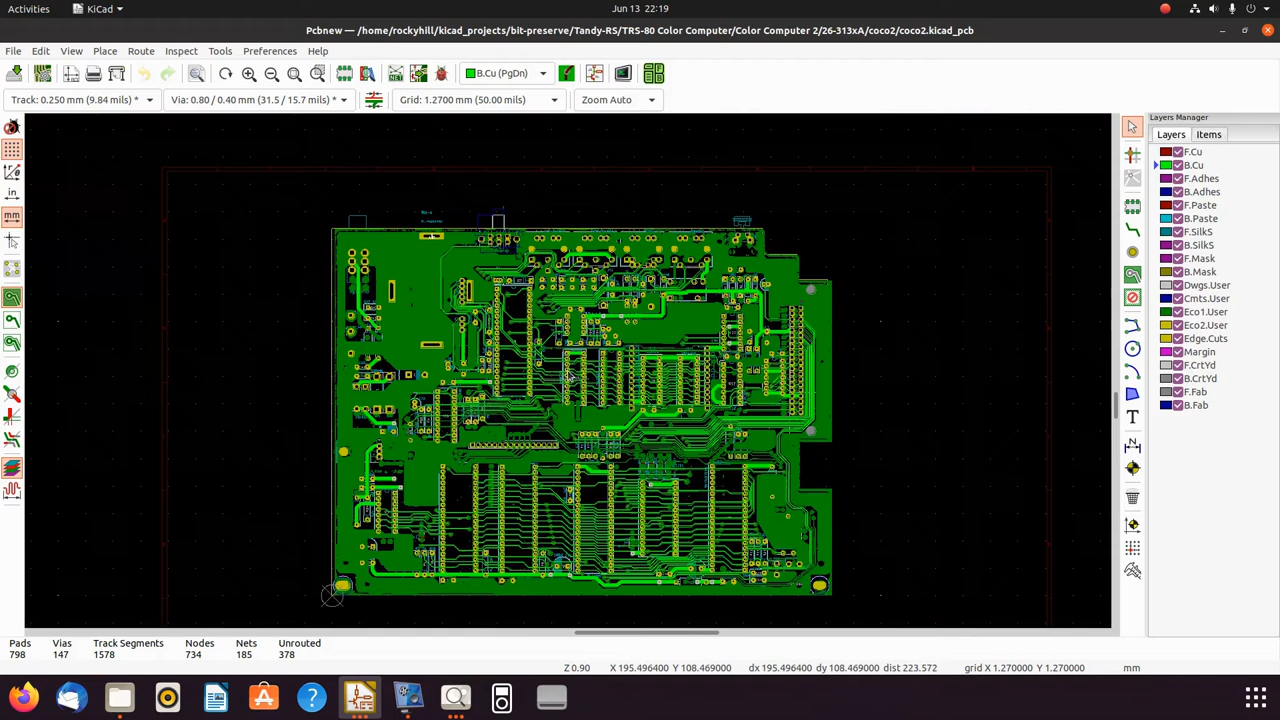 Activities
KiCad
Jun 13 22:19
Pcbnew — /home/rockyhill/kicad_projects/bit-preserve/Tandy-RS/TRS-80 Color Computer/Color Computer 2/26-313xA/coco2/coco2.kicad_pcb
File Edit View Place Route Inspect Tools Preferences Help
B.Cu (PgDn)
Track: 0.250 mm (9.84 mils) *
Via: 0.80 / 0.40 mm (31.5 / 15.7 mils) *
Grid: 1.2700 mm (50.00 mil)
Zoom Auto
in
mm
Layers Manager
Layers Items
F.Cu
B.Cu
F.Adhes
B.Adhes
F.Paste
B.Paste
F.SilkS
B.SilkS
F.Mask
B.Mask
Dwgs.User
Cmts.User
Eco1.User
Eco2.User
Edge.Cuts
Margin
F.CrtYd
B.CrtYd
F.Fab
B.Fab
Pads Vias Track Segments Nodes Nets Unrouted
798 147 1578 734 185 378
Z 0.90 X 195.496400 Y 108.469000 dx 195.496400 dy 108.469000 dist 223.572 grid X 1.270000 Y 1.270000 mm